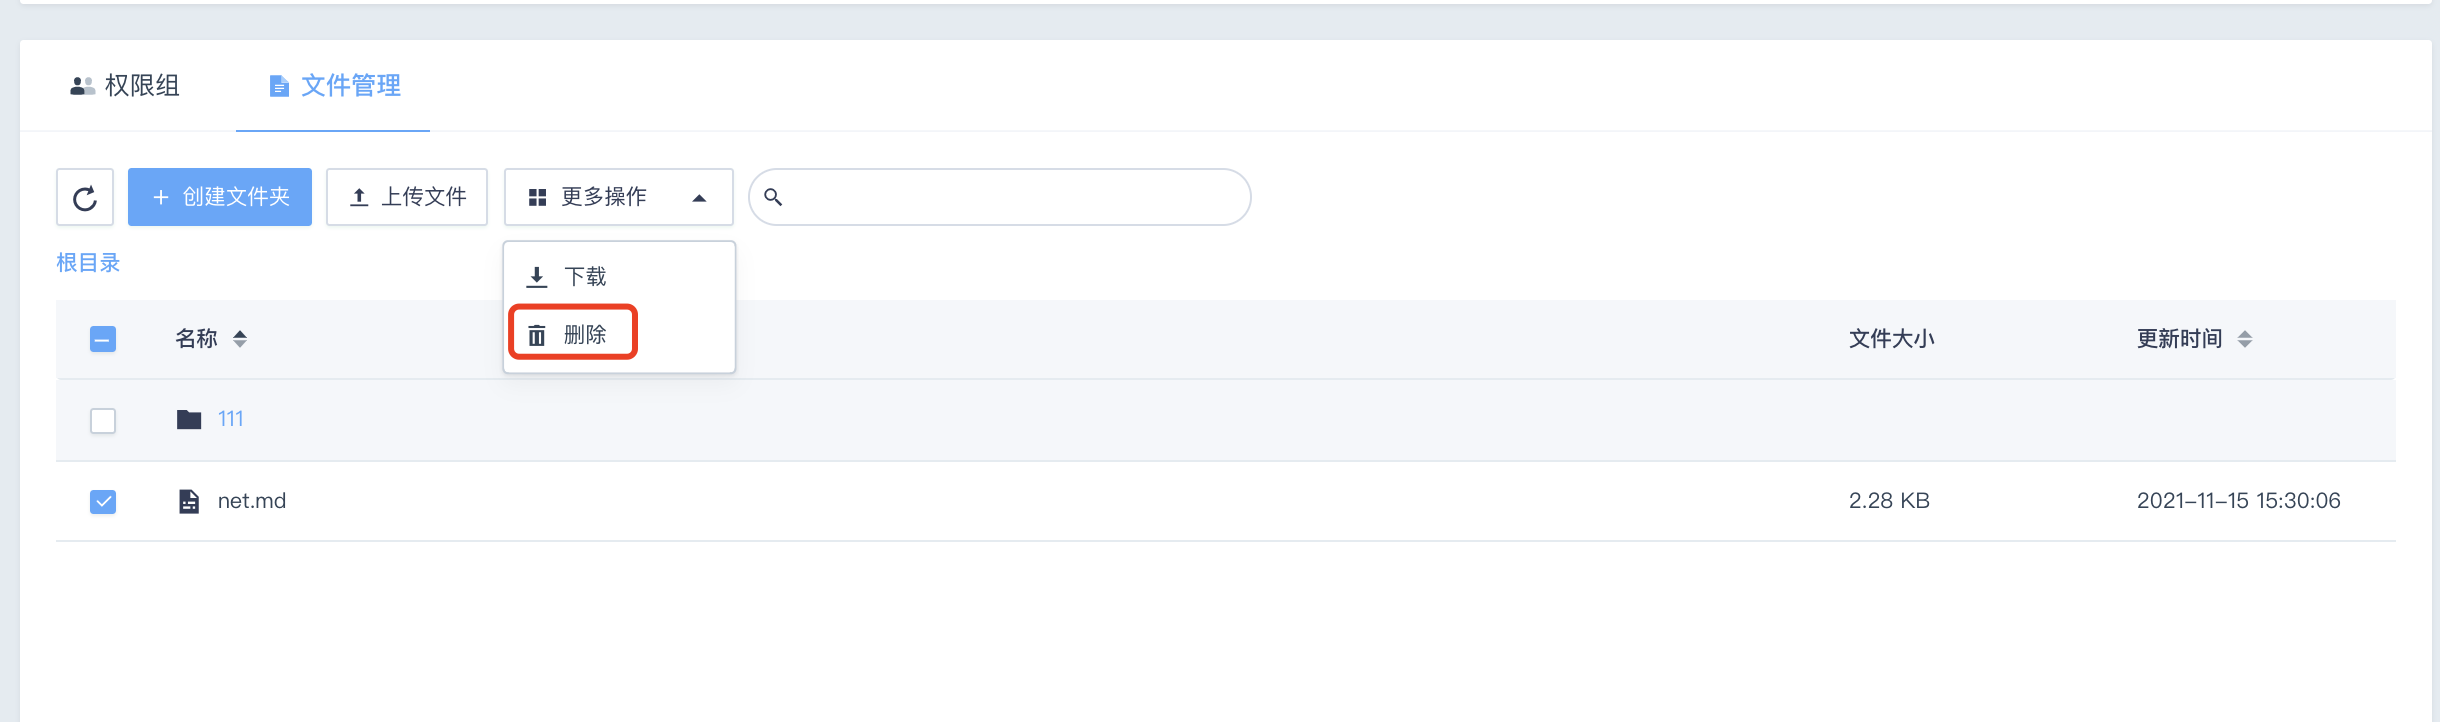 权限组 文件管理
创建文件夹 上传文件 更多操作
根目录
下载
删除
名称 文件大小 更新时间
111
net.md 2.28 KB 2021-11-15 15:30:06